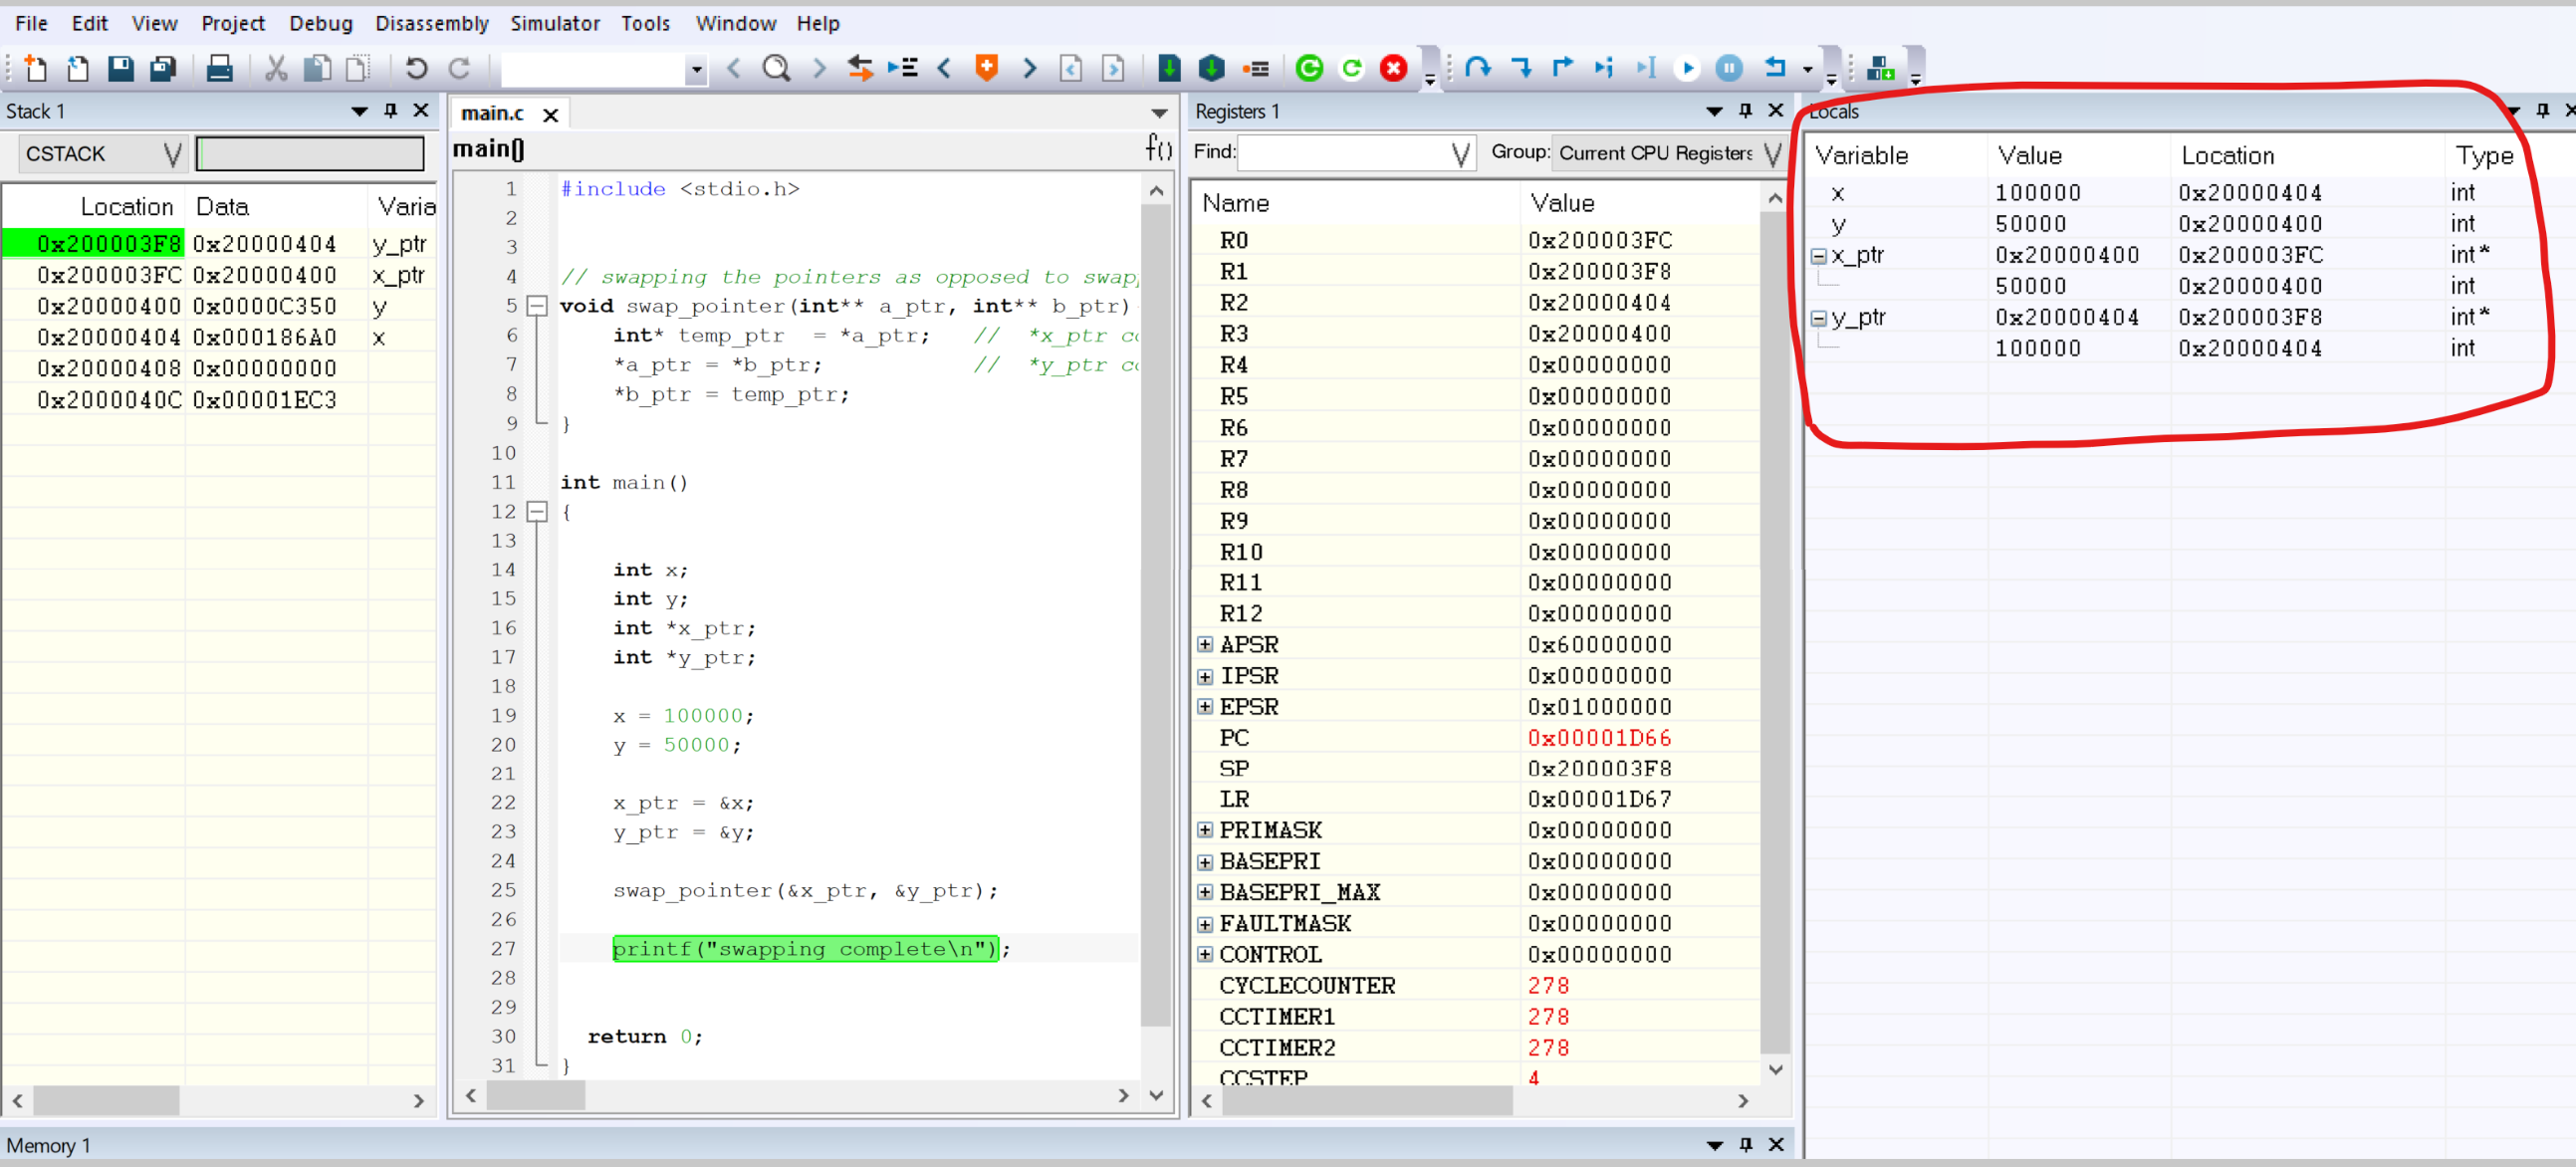 File Edit View Project Debug Disassembly Simulator Tools Window Help
Stack 1
CSTACK
Location Data Varia
0x200003F8 0x20000404 y_ptr
0x200003FC 0x20000400 x_ptr
0x20000400 0x0000C350 y
0x20000404 0x000186A0 x
0x20000408 0x00000000
0x2000040C 0x00001EC3
main.c
main()
f()
1 #include <stdio.h>
2
3
4 // swapping the pointers as opposed to swap
5 void swap_pointer(int** a_ptr, int** b_ptr)
6 int* temp_ptr = *a_ptr; // *x_ptr c
7 *a_ptr = *b_ptr; // *y_ptr c
8 *b_ptr = temp_ptr;
9 }
10
11 int main()
12 {
13
14 int x;
15 int y;
16 int *x_ptr;
17 int *y_ptr;
18
19 x = 100000;
20 y = 50000;
21
22 x_ptr = &x;
23 y_ptr = &y;
24
25 swap_pointer(&x_ptr, &y_ptr);
26
27 printf("swapping complete\n");
28
29
30 return 0;
31 }
Registers 1
Find: Group: Current CPU Registers
Name Value
R0 0x200003FC
R1 0x200003F8
R2 0x20000404
R3 0x20000400
R4 0x00000000
R5 0x00000000
R6 0x00000000
R7 0x00000000
R8 0x00000000
R9 0x00000000
R10 0x00000000
R11 0x00000000
R12 0x00000000
APSR 0x60000000
IPSR 0x00000000
EPSR 0x01000000
PC 0x00001D66
SP 0x200003F8
LR 0x00001D67
PRIMASK 0x00000000
BASEPRI 0x00000000
BASEPRI_MAX 0x00000000
FAULTMASK 0x00000000
CONTROL 0x00000000
CYCLECOUNTER 278
CCTIMER1 278
CCTIMER2 278
CCSTEP 4
Locals
Variable Value Location Type
x 100000 0x20000404 int
y 50000 0x20000400 int
x_ptr 0x20000400 0x200003FC int*
50000 0x20000400 int
y_ptr 0x20000404 0x200003F8 int*
100000 0x20000404 int
Memory 1